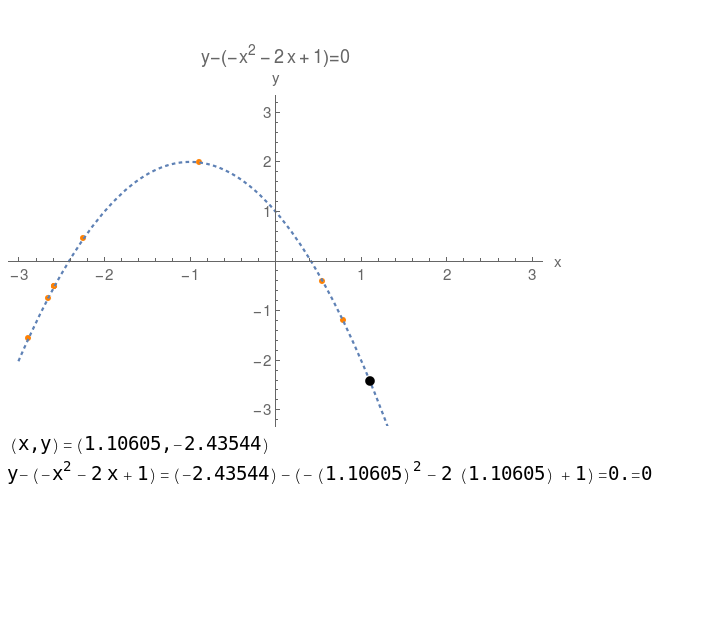 y−(−x² − 2 x + 1)=0
y
3
2
1
−3 −2 −1 1 2 3 x
−1
−2
−3
(x,y) = (1.10605,−2.43544)
y− (−x² − 2 x + 1) = (−2.43544) − (− (1.10605)² − 2 (1.10605) + 1) =0.=0